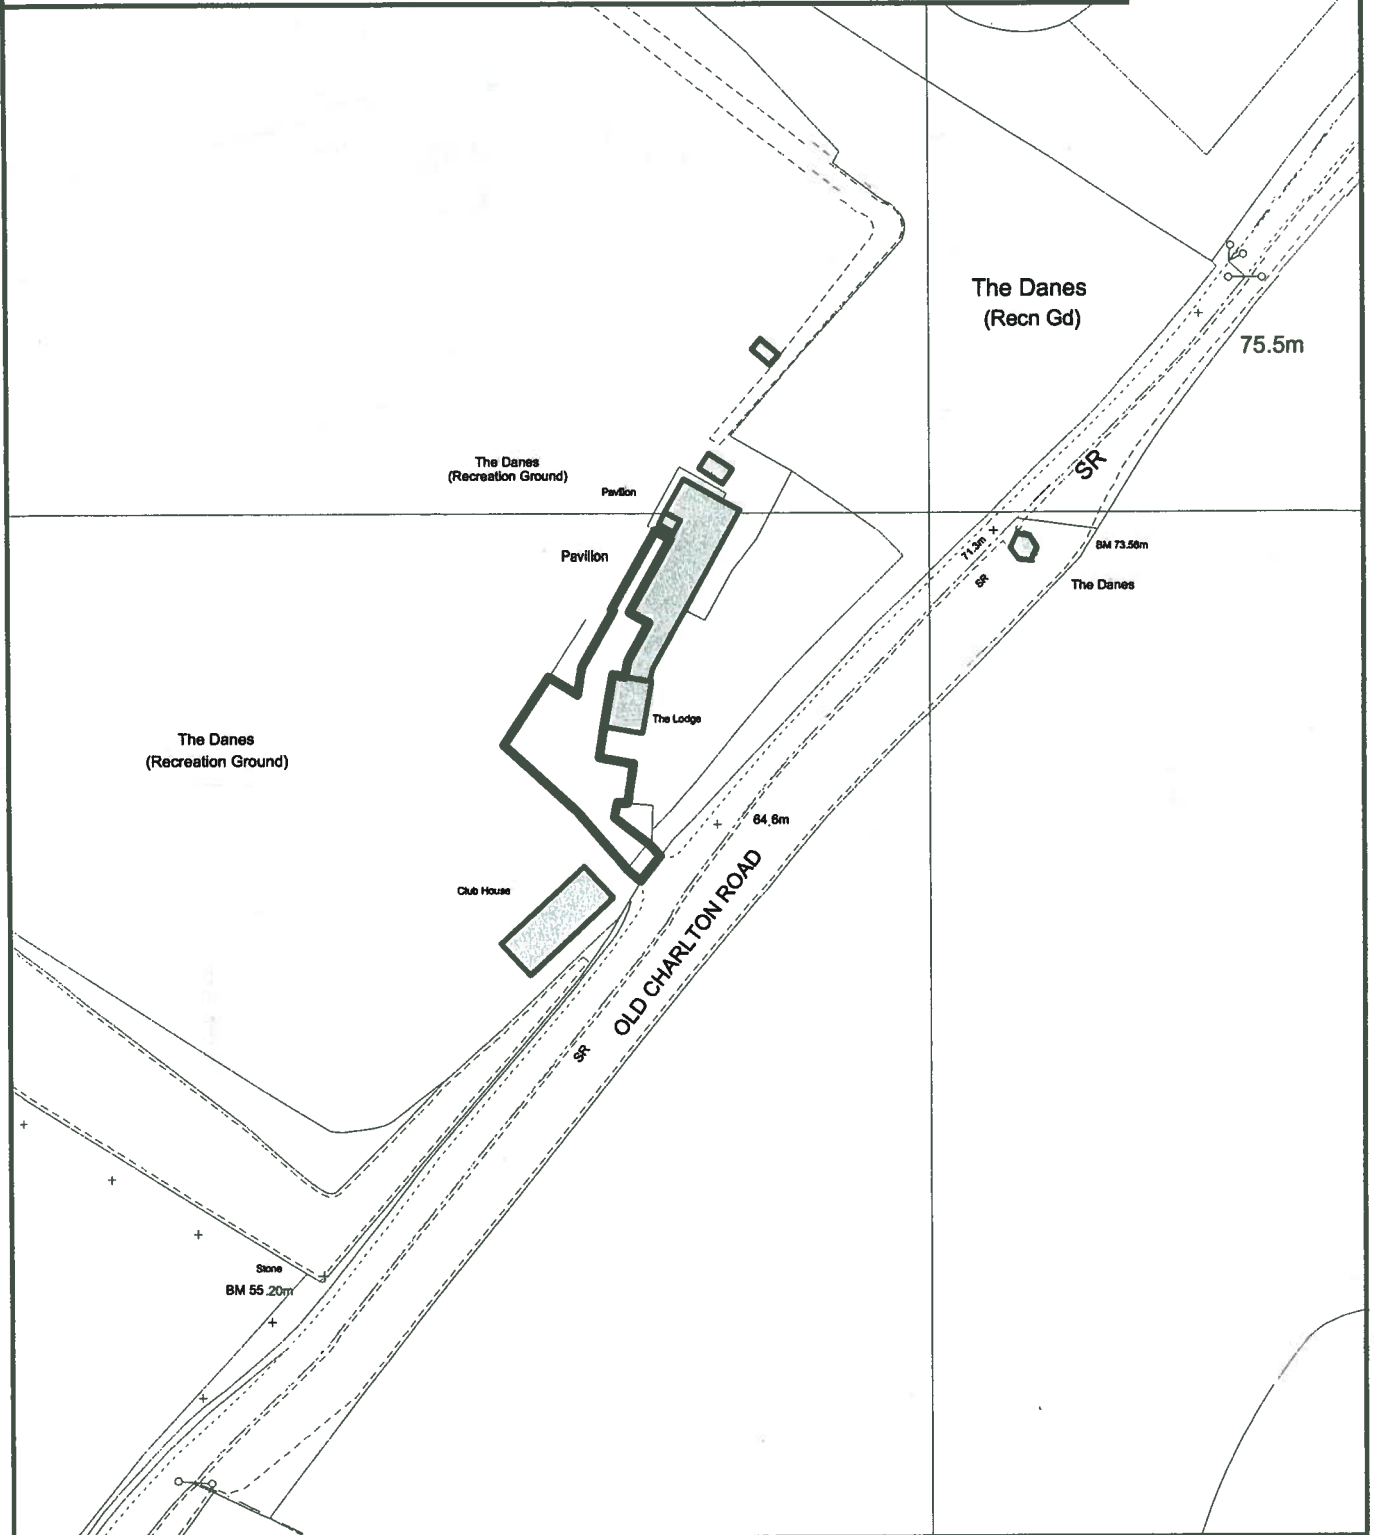 The Danes
(Recn Gd)
75.5m
SR
The Danes
(Recreation Ground)
Pavilion
Pavilion
71.3m
SR
BM 73.56m
The Danes
The Lodge
The Danes
(Recreation Ground)
64.6m
OLD CHARLTON ROAD
Club House
SR
Stone
BM 55.20m